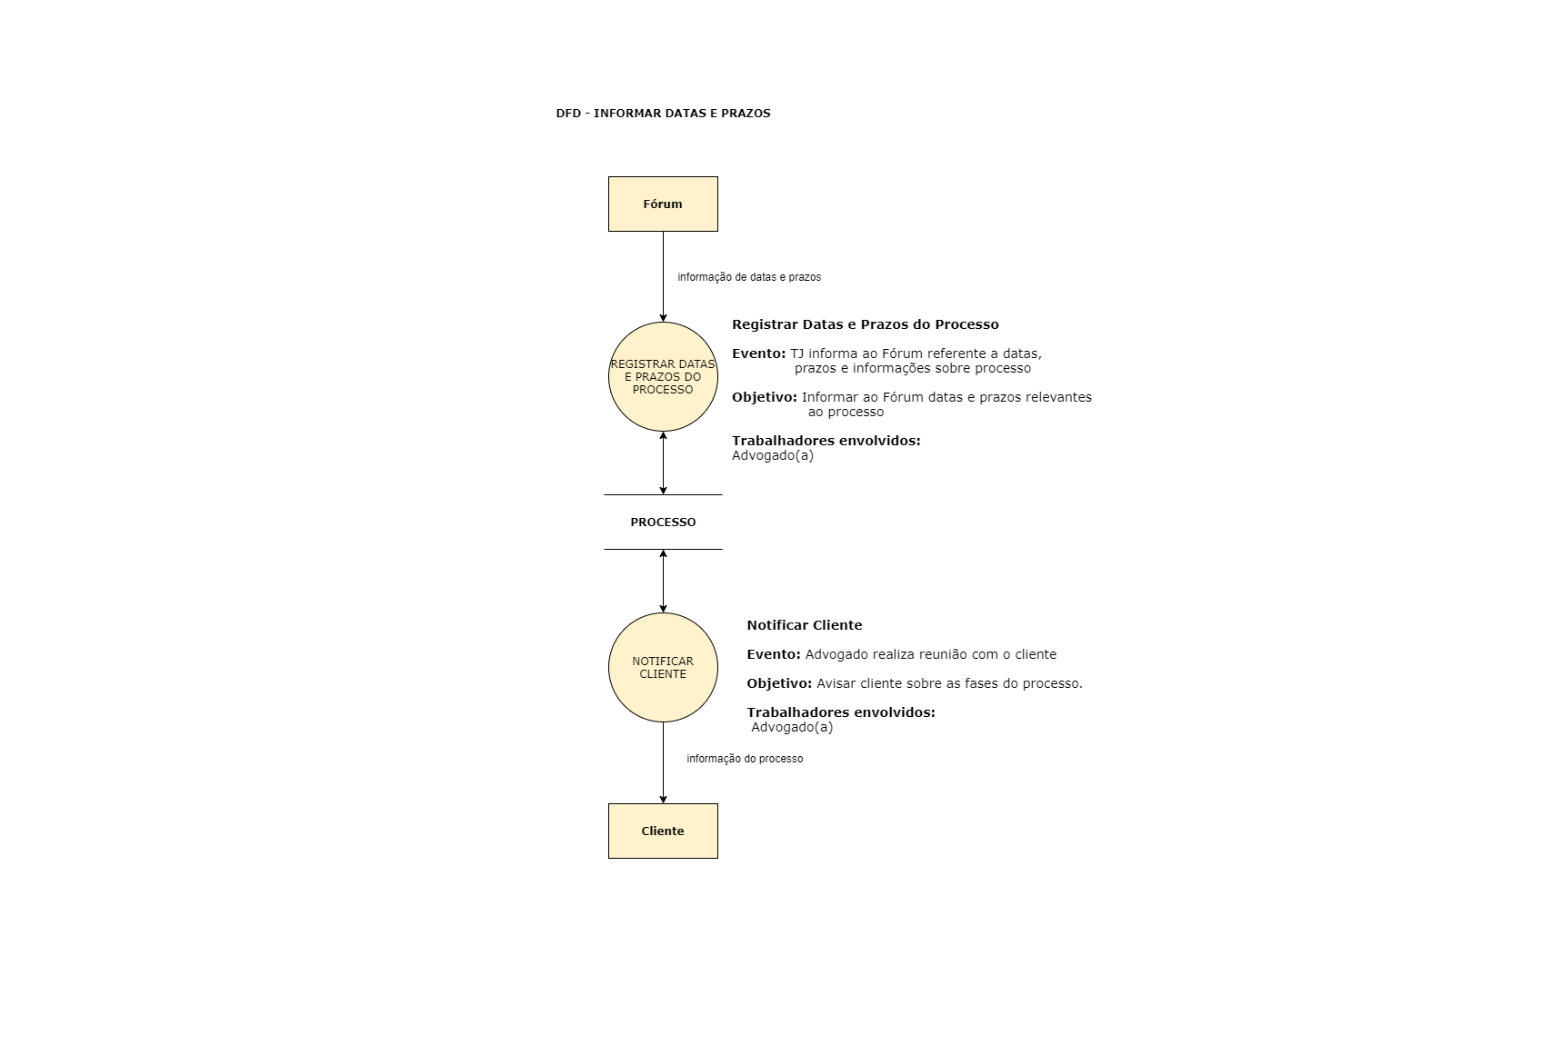 DFD - INFORMAR DATAS E PRAZOS
Fórum
informação de datas e prazos
REGISTRAR DATAS
E PRAZOS DO
PROCESSO
Registrar Datas e Prazos do Processo
Evento: TJ informa ao Fórum referente a datas,
prazos e informações sobre processo
Objetivo: Informar ao Fórum datas e prazos relevantes
ao processo
Trabalhadores envolvidos:
Advogado(a)
PROCESSO
NOTIFICAR
CLIENTE
Notificar Cliente
Evento: Advogado realiza reunião com o cliente
Objetivo: Avisar cliente sobre as fases do processo.
Trabalhadores envolvidos:
Advogado(a)
informação do processo
Cliente